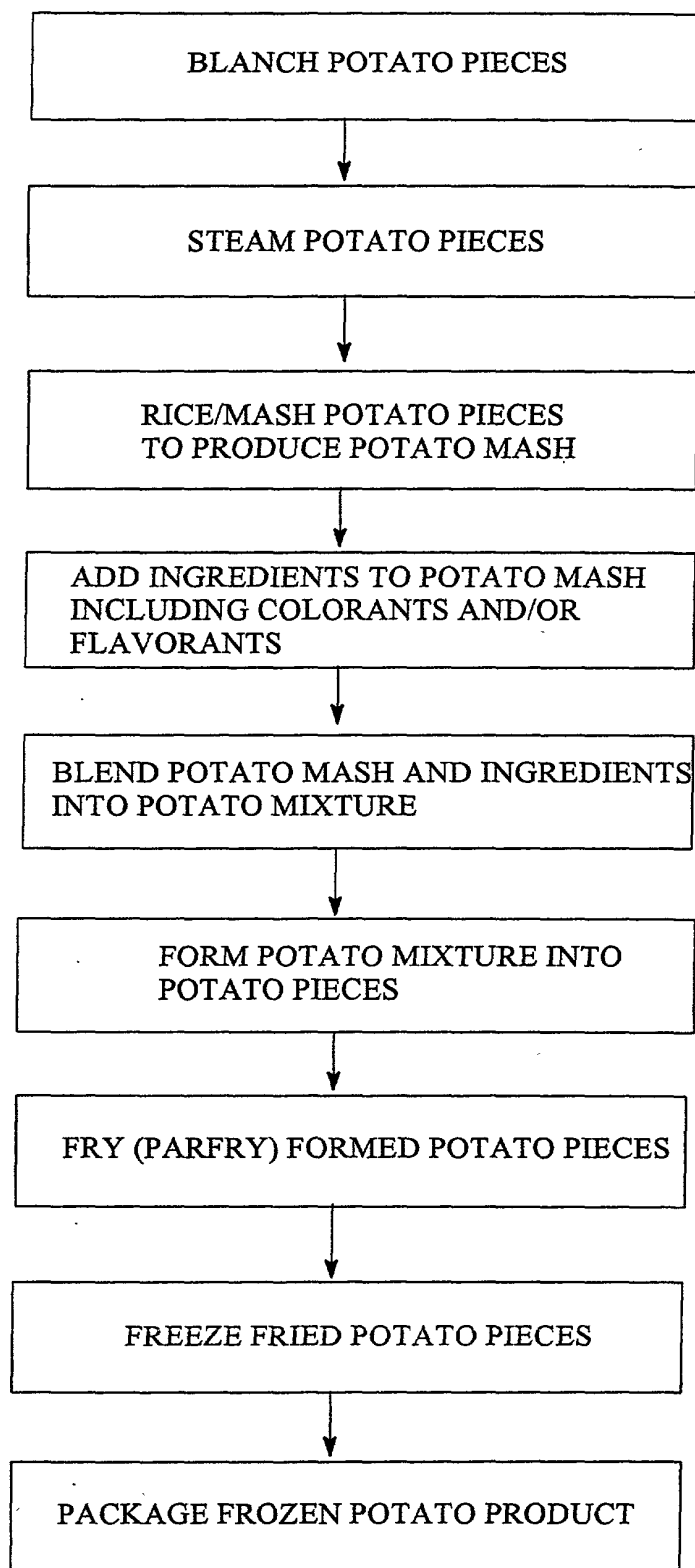 BLANCH POTATO PIECES
STEAM POTATO PIECES
RICE/MASH POTATO PIECES
TO PRODUCE POTATO MASH
ADD INGREDIENTS TO POTATO MASH
INCLUDING COLORANTS AND/OR
FLAVORANTS
BLEND POTATO MASH AND INGREDIENTS
INTO POTATO MIXTURE
FORM POTATO MIXTURE INTO
POTATO PIECES
FRY (PARFRY) FORMED POTATO PIECES
FREEZE FRIED POTATO PIECES
PACKAGE FROZEN POTATO PRODUCT